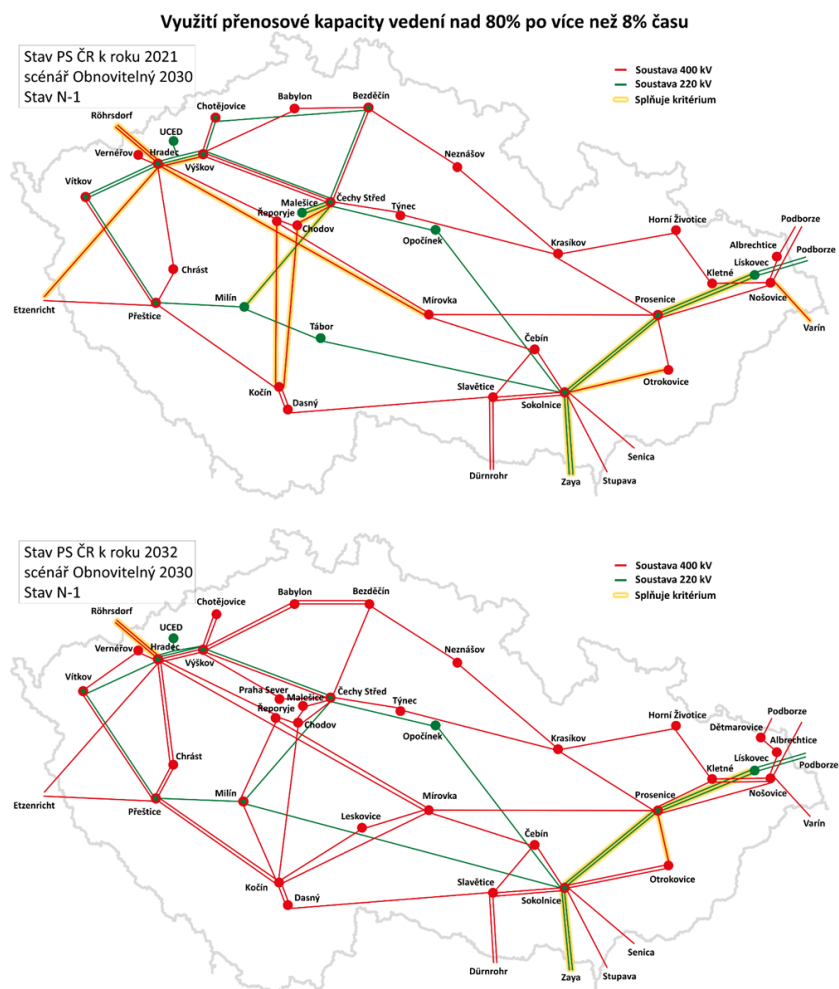 Využití přenosové kapacity vedení nad 80% po více než 8% času
Stav PS ČR k roku 2021
scénář Obnovitelný 2030
Stav N-1
Soustava 400 kV
Soustava 220 kV
Splňuje kritérium
Röhrsdorf
Vernéřov
UCED
Hradec
Chotějovice
Výškov
Babylon
Bezděčín
Neznášov
Vítkov
Malešice
Čechy Střed
Řeporyje
Chodov
Týnec
Opočínek
Krasíkov
Horní Životice
Podborze
Albrechtice
Podborze
Lískovec
Kletné
Nošovice
Chrást
Etzenricht
Přeštice
Milín
Mírovka
Prosenice
Varín
Tábor
Čebín
Otrokovice
Kočín
Dasný
Slavětice
Sokolnice
Senica
Dürnrohr
Zaya
Stupava
Stav PS ČR k roku 2032
scénář Obnovitelný 2030
Stav N-1
Soustava 400 kV
Soustava 220 kV
Splňuje kritérium
Röhrsdorf
Vernéřov
UCED
Hradec
Chotějovice
Výškov
Babylon
Bezděčín
Neznášov
Vítkov
Praha Sever
Malešice
Čechy Střed
Řeporyje
Chodov
Týnec
Opočínek
Krasíkov
Horní Životice
Podborze
Dětmarovice
Albrechtice
Lískovec
Podborze
Kletné
Nošovice
Chrást
Etzenricht
Přeštice
Milín
Leskovice
Mírovka
Prosenice
Varín
Čebín
Otrokovice
Kočín
Dasný
Slavětice
Sokolnice
Senica
Dürnrohr
Zaya
Stupava